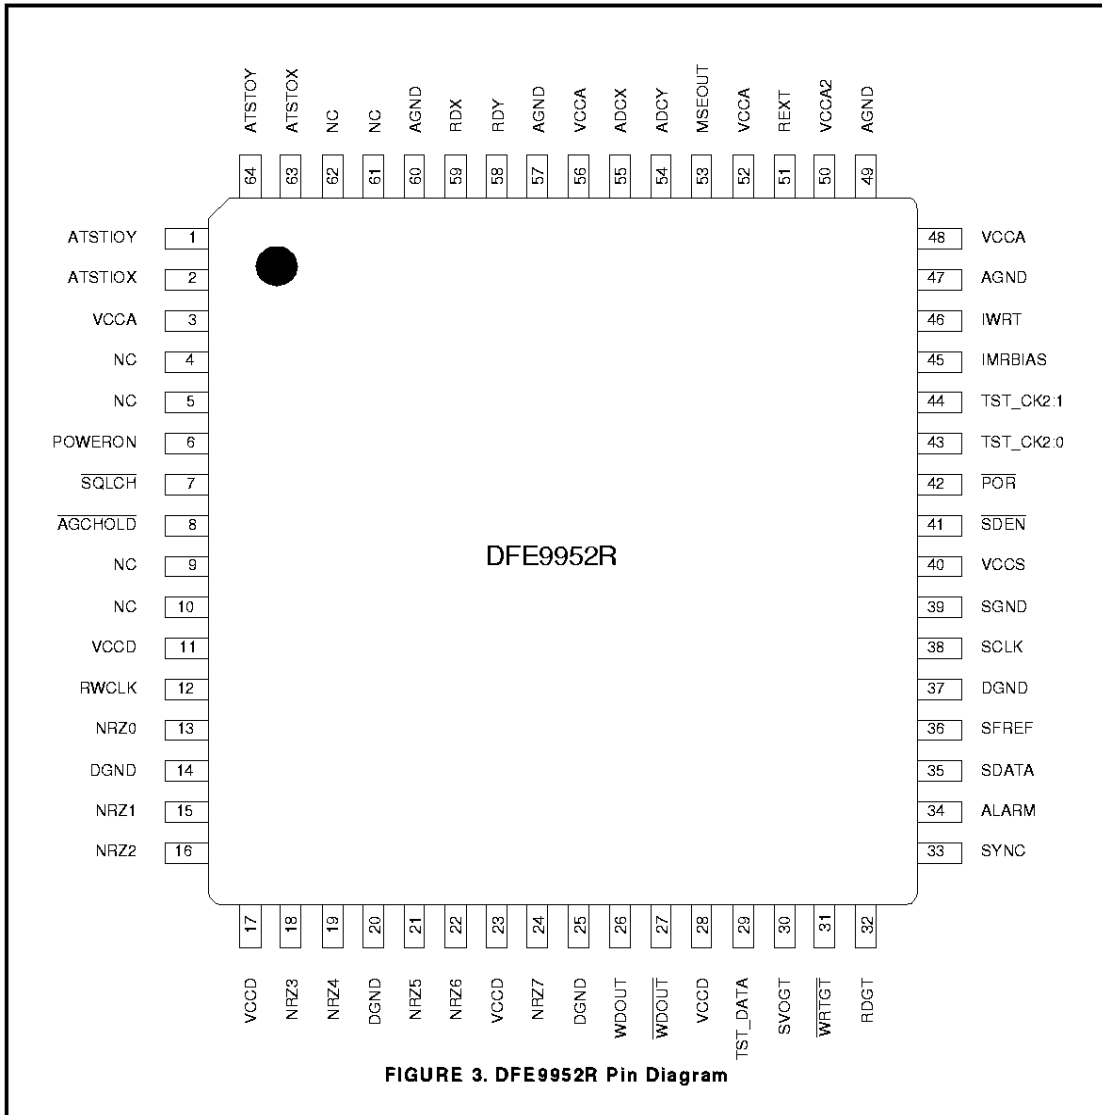 ATSTOY ATSTOX NC NC AGND RDX RDY AGND VCCA ADCX ADCY MSEOUT VCCA REXT VCCA2 AGND
64 63 62 61 60 59 58 57 56 55 54 53 52 51 50 49
ATSTIOY 1 48 VCCA
ATSTIOX 2 47 AGND
VCCA 3 46 IWRT
NC 4 45 IMRBIAS
NC 5 44 TST_CK2:1
POWERON 6 43 TST_CK2:0
S̅Q̅L̅C̅H̅ 7 42 P̅O̅R̅
A̅G̅C̅H̅O̅L̅D̅ 8 41 S̅D̅E̅N̅
DFE9952R
NC 9 40 VCCS
NC 10 39 SGND
VCCD 11 38 SCLK
RWCLK 12 37 DGND
NRZ0 13 36 SFREF
DGND 14 35 SDATA
NRZ1 15 34 ALARM
NRZ2 16 33 SYNC
17 18 19 20 21 22 23 24 25 26 27 28 29 30 31 32
VCCD NRZ3 NRZ4 DGND NRZ5 NRZ6 VCCD NRZ7 DGND WDOUT W̅D̅O̅U̅T̅ VCCD TST_DATA SVOGT W̅R̅T̅G̅T̅ RDGT
FIGURE 3. DFE9952R Pin Diagram